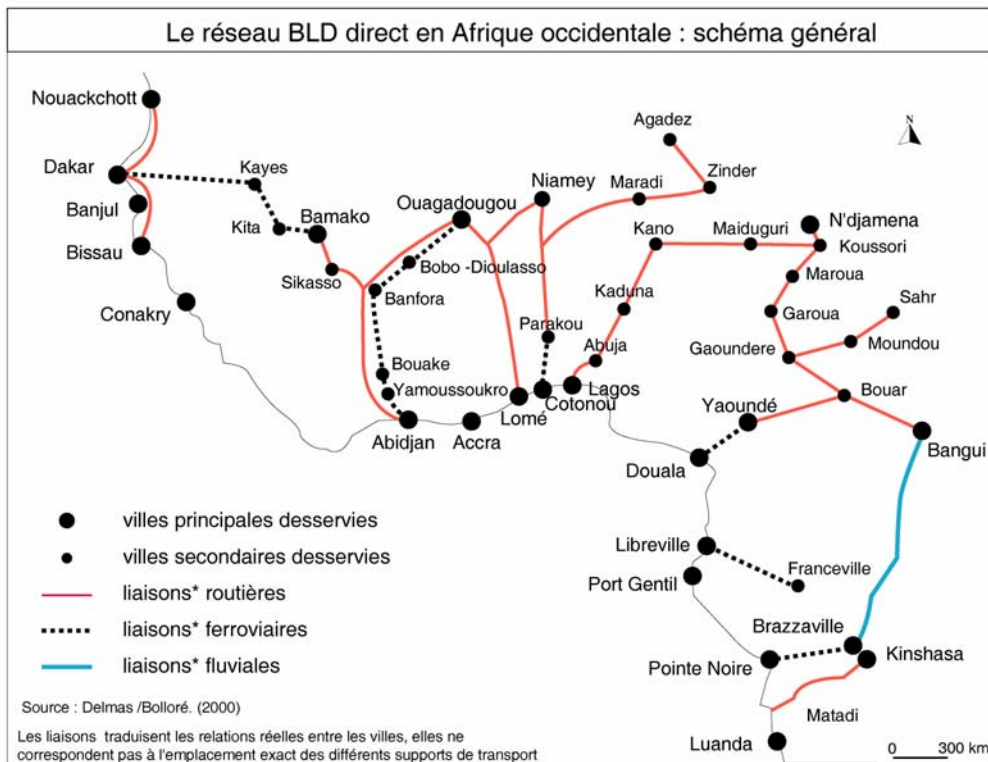 Le réseau BLD direct en Afrique occidentale : schéma général
Nouackchott
Agadez
N
Dakar
Kayes
Niamey
Maradi
Zinder
Banjul
Ouagadougou
N'djamena
Kita
Bamako
Kano
Maiduguri
Koussori
Bissau
Sikasso
Bobo -Dioulasso
Maroua
Banfora
Kaduna
Sahr
Conakry
Garoua
Parakou
Abuja
Moundou
Gaoundere
Bouake
Yamoussoukro
Lagos
Bouar
Cotonou
Yaoundé
Abidjan
Accra
Lomé
Bangui
Douala
villes principales desservies
villes secondaires desservies
Libreville
Franceville
Port Gentil
liaisons* routières
liaisons* ferroviaires
Brazzaville
liaisons* fluviales
Pointe Noire
Kinshasa
Source : Delmas /Bolloré. (2000)
Matadi
Les liaisons traduisent les relations réelles entre les villes, elles ne
correspondent pas à l'emplacement exact des différents supports de transport
Luanda
0 300 km